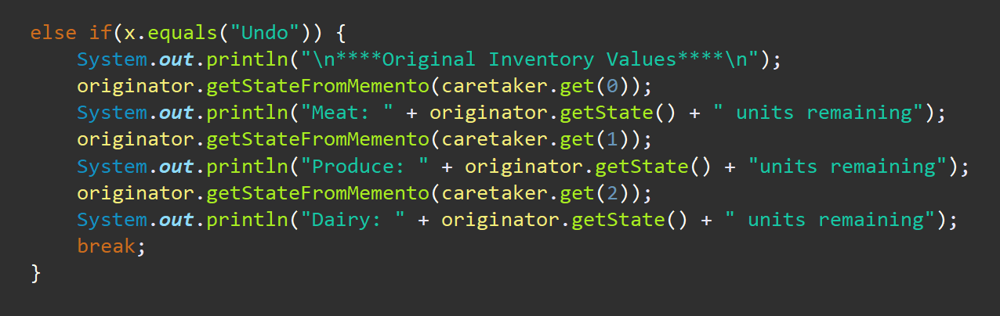 else if(x.equals("Undo")) {
    System.out.println("\n****Original Inventory Values****\n");
    originator.getStateFromMemento(caretaker.get(0));
    System.out.println("Meat: " + originator.getState() + " units remaining");
    originator.getStateFromMemento(caretaker.get(1));
    System.out.println("Produce: " + originator.getState() + "units remaining");
    originator.getStateFromMemento(caretaker.get(2));
    System.out.println("Dairy: " + originator.getState() + " units remaining");
    break;
}